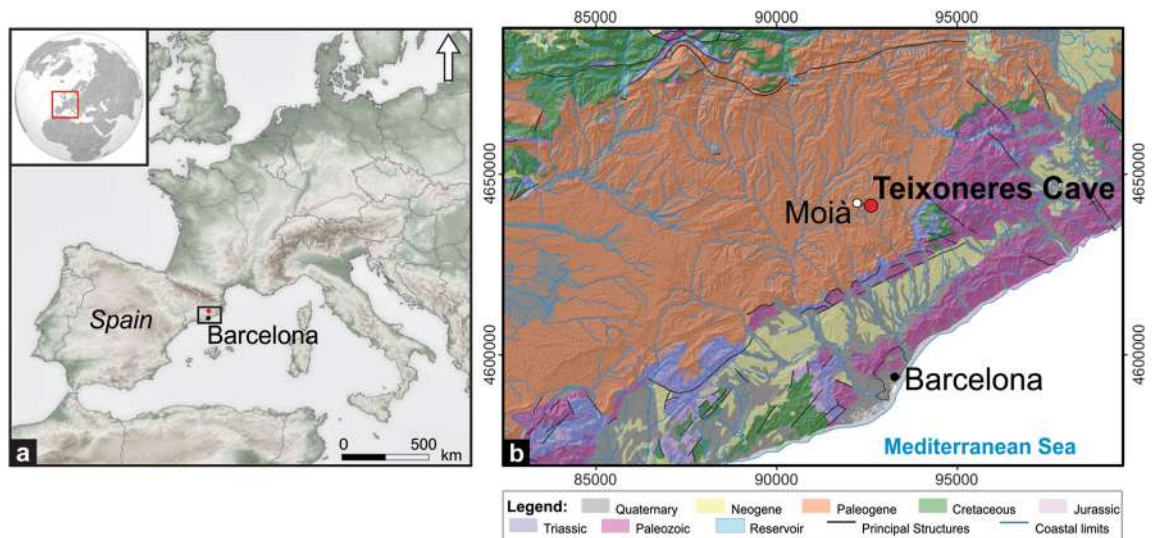 Spain
Barcelona
0 500
km
a
85000 90000 95000
4650000
4600000
Teixoneres Cave
Moià
Barcelona
Mediterranean Sea
b
4650000
4600000
85000 90000 95000
Legend: Quaternary Neogene Paleogene Cretaceous Jurassic
Triassic Paleozoic Reservoir Principal Structures Coastal limits